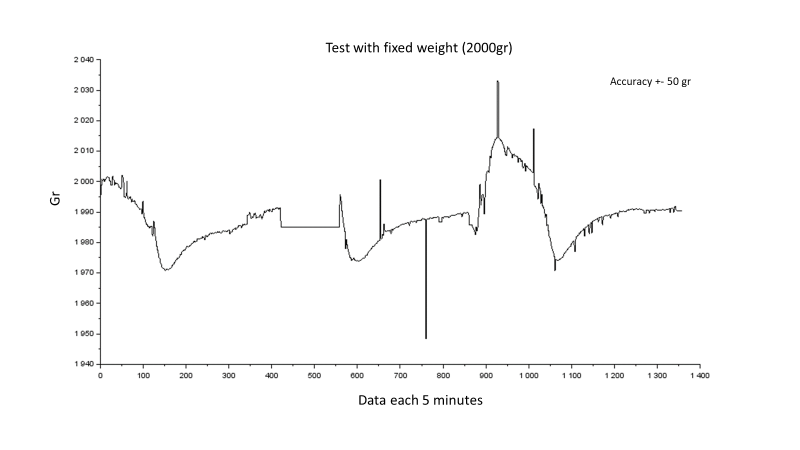 Test with fixed weight (2000gr)
Accuracy +- 50 gr
Gr
2 040
2 030
2 020
2 010
2 000
1 990
1 980
1 970
1 960
1 950
1 940
0 100 200 300 400 500 600 700 800 900 1 000 1 100 1 200 1 300 1 400
Data each 5 minutes